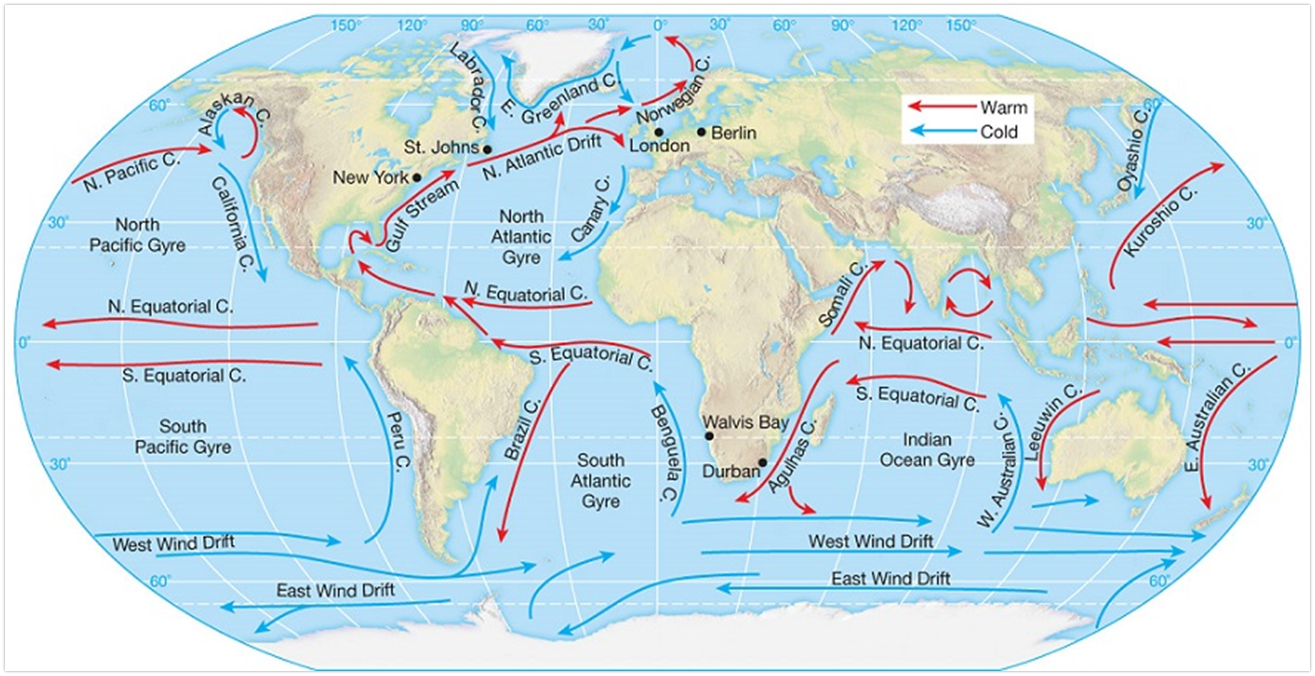 150° 120° 90° 60° 30° 0° 90° 120° 150°
60°
60°
Labrador C.
E. Greenland C.
Norwegian C.
Alaskan C.
Warm
Cold
Oyashio C.
St. Johns
London
Berlin
N. Atlantic Drift
N. Pacific C.
New York
Gulf Stream
California C.
Canary C.
Kuroshio C.
30°
30°
North
Pacific Gyre
North
Atlantic
Gyre
N. Equatorial C.
N. Equatorial C.
Somali C.
N. Equatorial C.
0°
0°
S. Equatorial C.
S. Equatorial C.
S. Equatorial C.
South
Pacific Gyre
Peru C.
Brazil C.
Benguela C.
Walvis Bay
Durban
Agulhas C.
Indian
Ocean Gyre
W. Australian C.
Leeuwin C.
E. Australian C.
30°
30°
South
Atlantic
Gyre
West Wind Drift
West Wind Drift
60°
60°
East Wind Drift
East Wind Drift